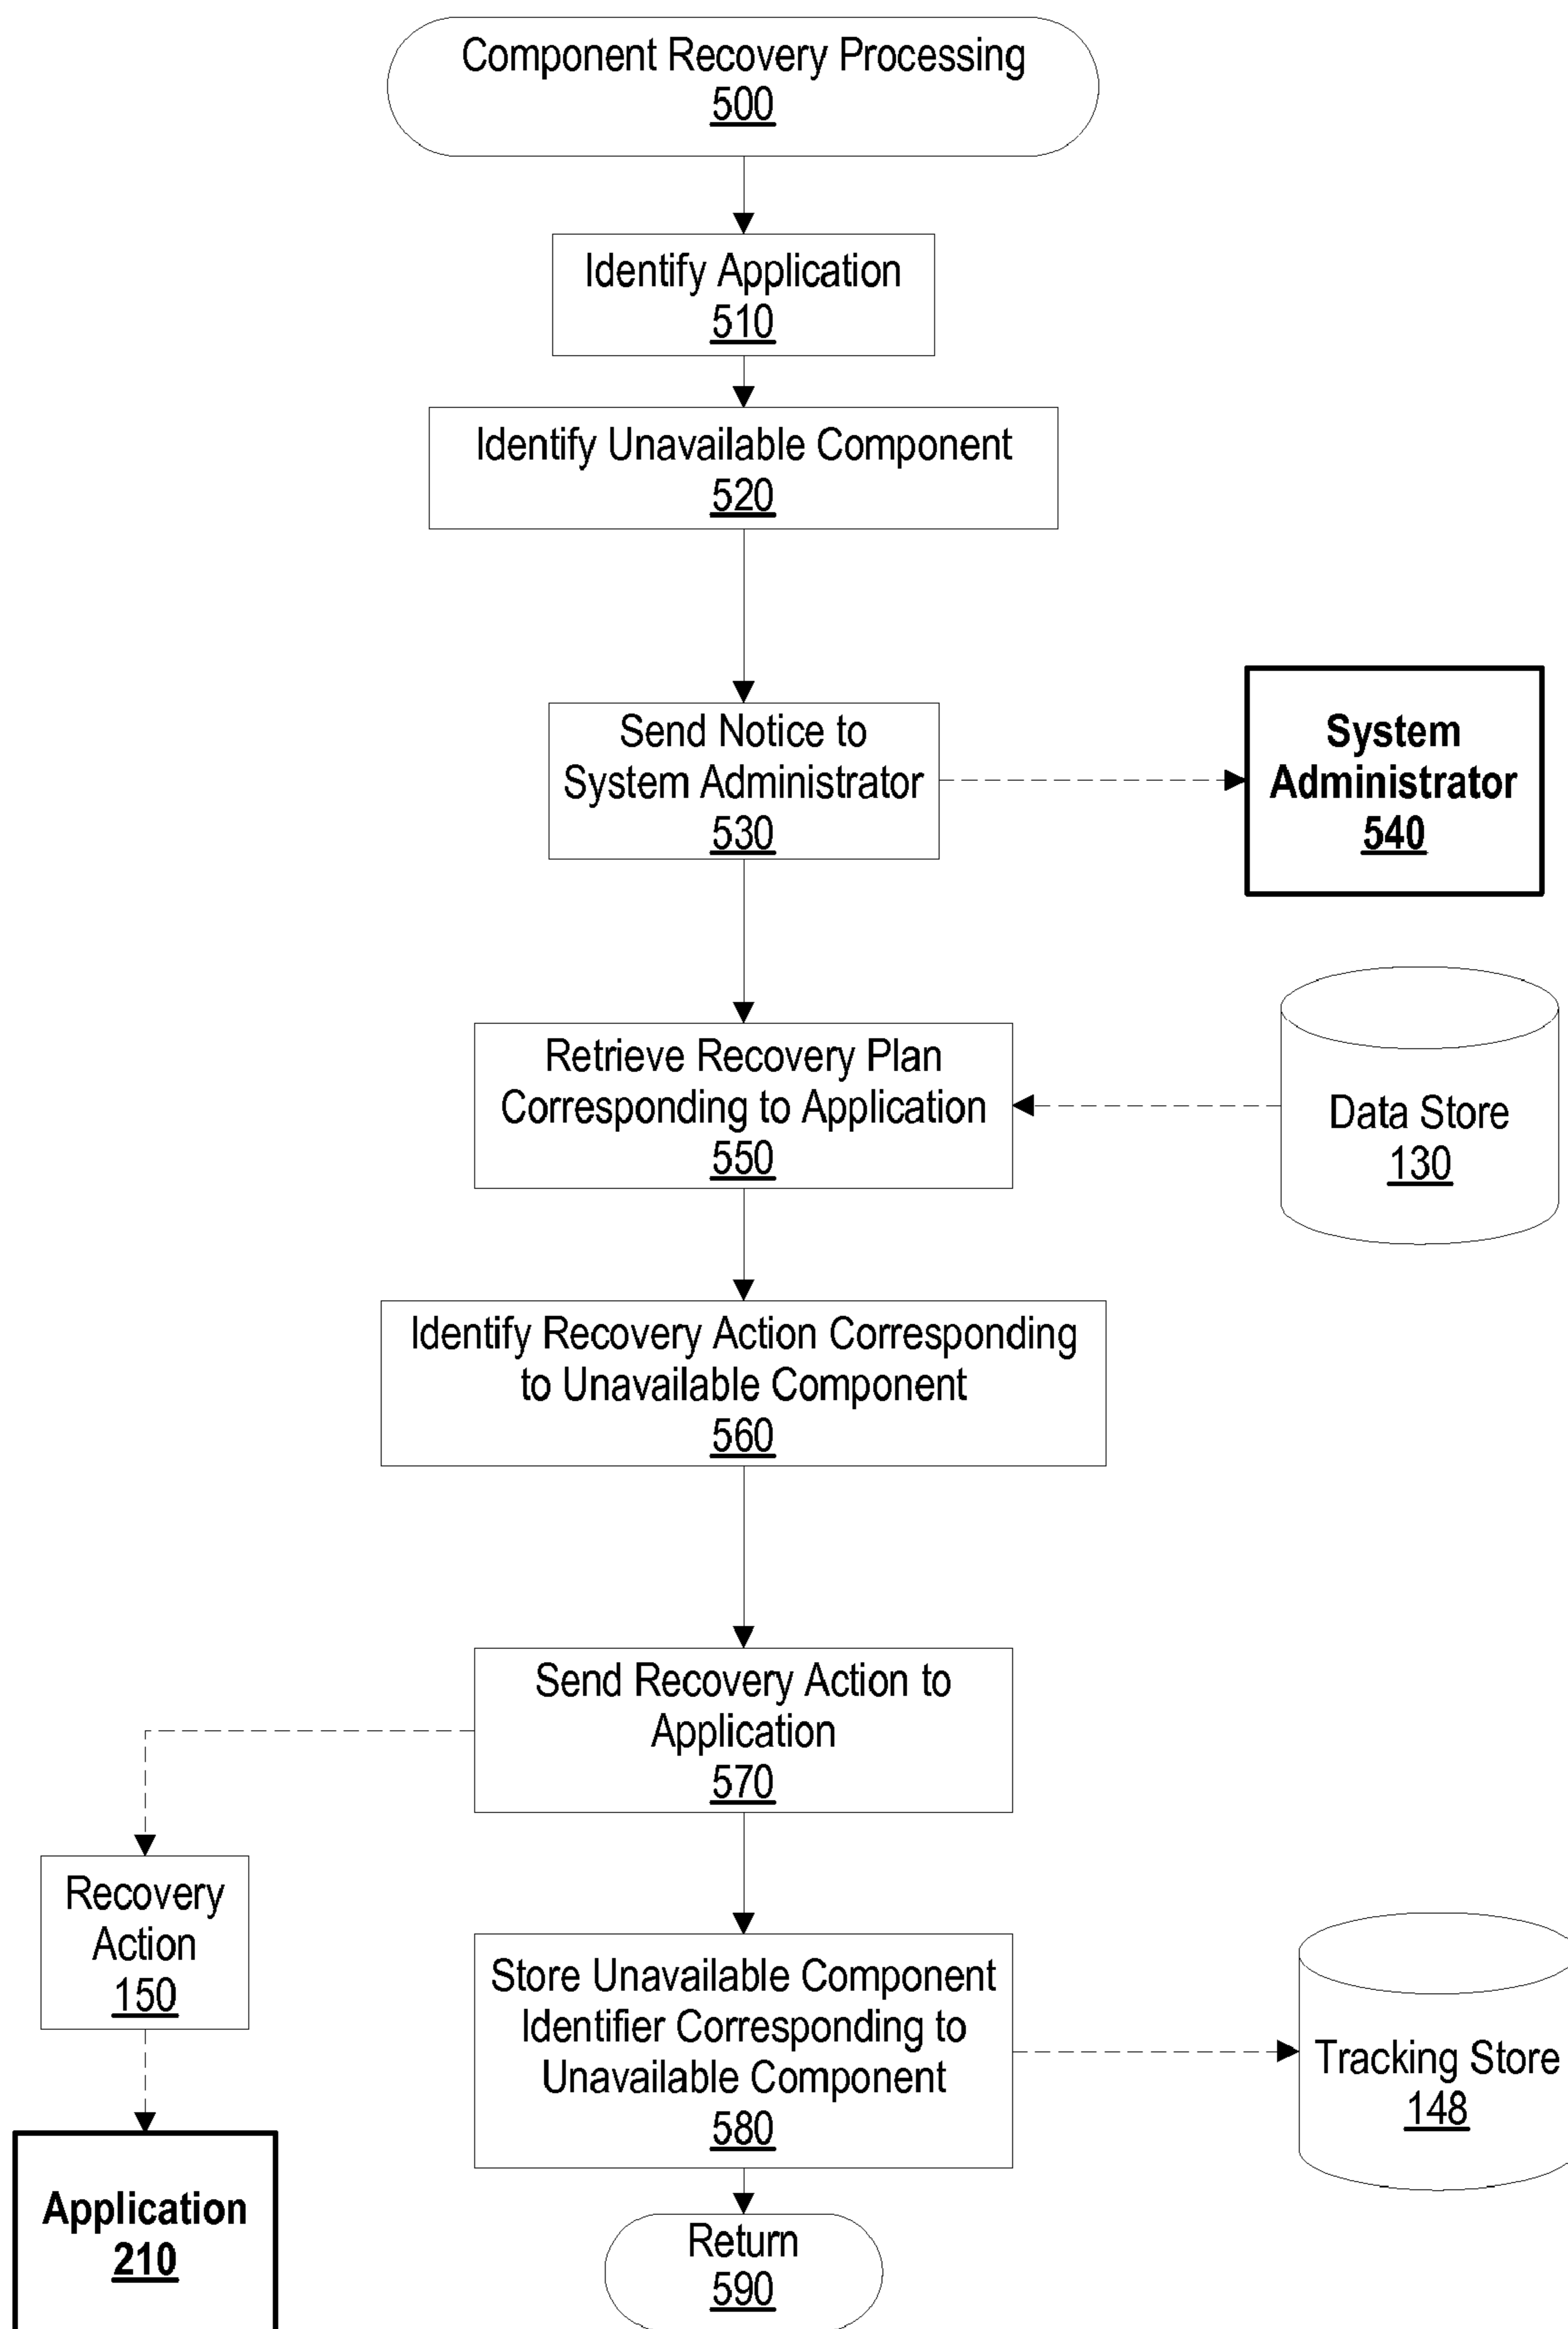 Component Recovery Processing
500
Identify Application
510
Identify Unavailable Component
520
Send Notice to
System Administrator
530
System
Administrator
540
Retrieve Recovery Plan
Corresponding to Application
550
Data Store
130
Identify Recovery Action Corresponding
to Unavailable Component
560
Send Recovery Action to
Application
570
Recovery
Action
150
Store Unavailable Component
Identifier Corresponding to
Unavailable Component
580
Tracking Store
148
Application
210
Return
590